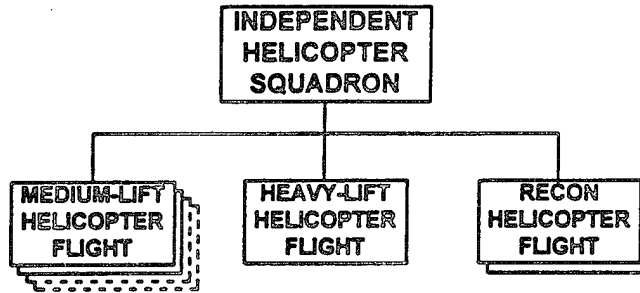 INDEPENDENT
HELICOPTER
SQUADRON
MEDIUM-LIFT
HELICOPTER
FLIGHT
HEAVY-LIFT
HELICOPTER
FLIGHT
RECON
HELICOPTER
FLIGHT